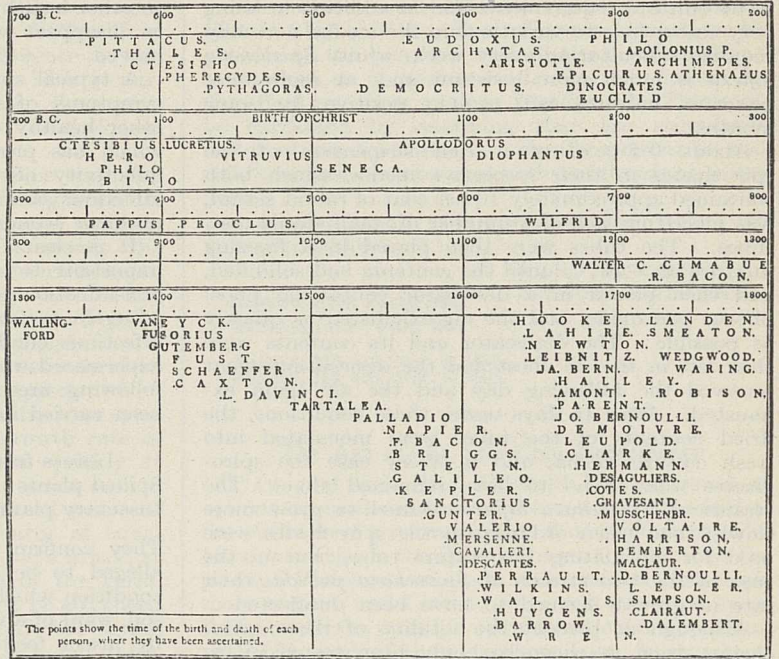 700 B.C. 600 500 400 300 200
PITTACUS. EUDOXUS. PHILO
THALES. ARCHYTAS APOLLONIUS
CTESIPHO .ARISTOTLE. ARCHIMEDES.
.PHERECYDES. .EPICURUS. ATHENAEUS
.PYTHAGORAS. .DEMOCRITUS. DINOCRATES
EUCLID
200 B.C. 100 BIRTH OF CHRIST 100 200 300
CTESIBIUS .LUCRETIUS. APOLLODORUS
HERO VITRUVIUS DIOPHANTUS
PHILO SENECA.
BITO
300 400 500 600 700 800
PAPPUS .PROCLUS. WILFRID
800 900 1000 1100 1200 1300
WALTER C. CIMABUE
R. BACON.
1300 1400 1500 1600 1700 1800
WALLING- VAN EYCK. HOOKE. .LANDEN.
FORD FUSORIUS LAHIRE. SMEATON.
GUTEMBERG NEWTON.
FUST .LEIBNITZ. WEDGWOOD.
SCHAEFFER JA. BERN. .WARING.
CAXTON. .HALLEY.
.L. DAVINCI. .AMONT. .ROBISON.
TARTALEA. PARENT.
PALLADIO .JO. BERNOULLI.
.NAPIER. .DEMOIVRE.
.F. BACON. LEUPOLD
BRIGGS. .CLARKE.
STEVIN. .HERMANN.
.GALILEO. .DESAGULIERS.
.KEPLER. .COTES.
SANCTORIUS .GRAVESANDE
GUNTER. .MUSSCHENBR.
VALERIO VOLTAIRE.
MERSENNE. HARRISON,
CAVALLERI. PEMBERTON,
.DESCARTES. MACLAUR.
.PERRAULT. .D. BERNOULLI.
.WILKINS. .L. EULER.
.WALLIS. .SIMPSON.
.HUYGENS. .CLAIRAUT.
.BARROW. .DALEMBERT.
.WREN.
The points show the time of the birth and death of each
person, where they have been ascertained.